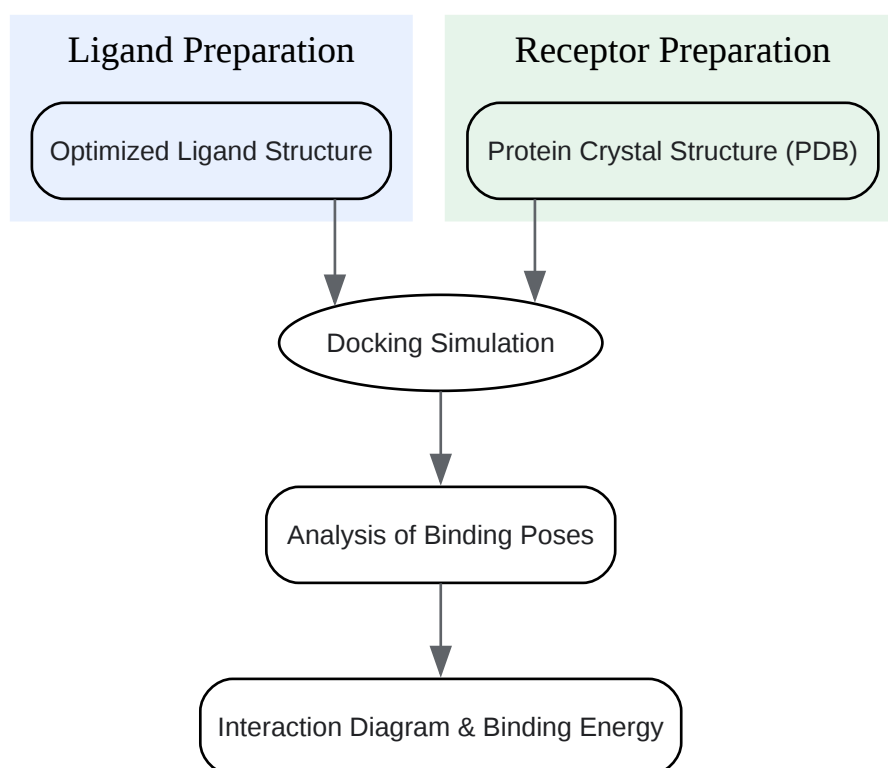 Ligand Preparation
Receptor Preparation
Optimized Ligand Structure
Protein Crystal Structure (PDB)
Docking Simulation
Analysis of Binding Poses
Interaction Diagram & Binding Energy